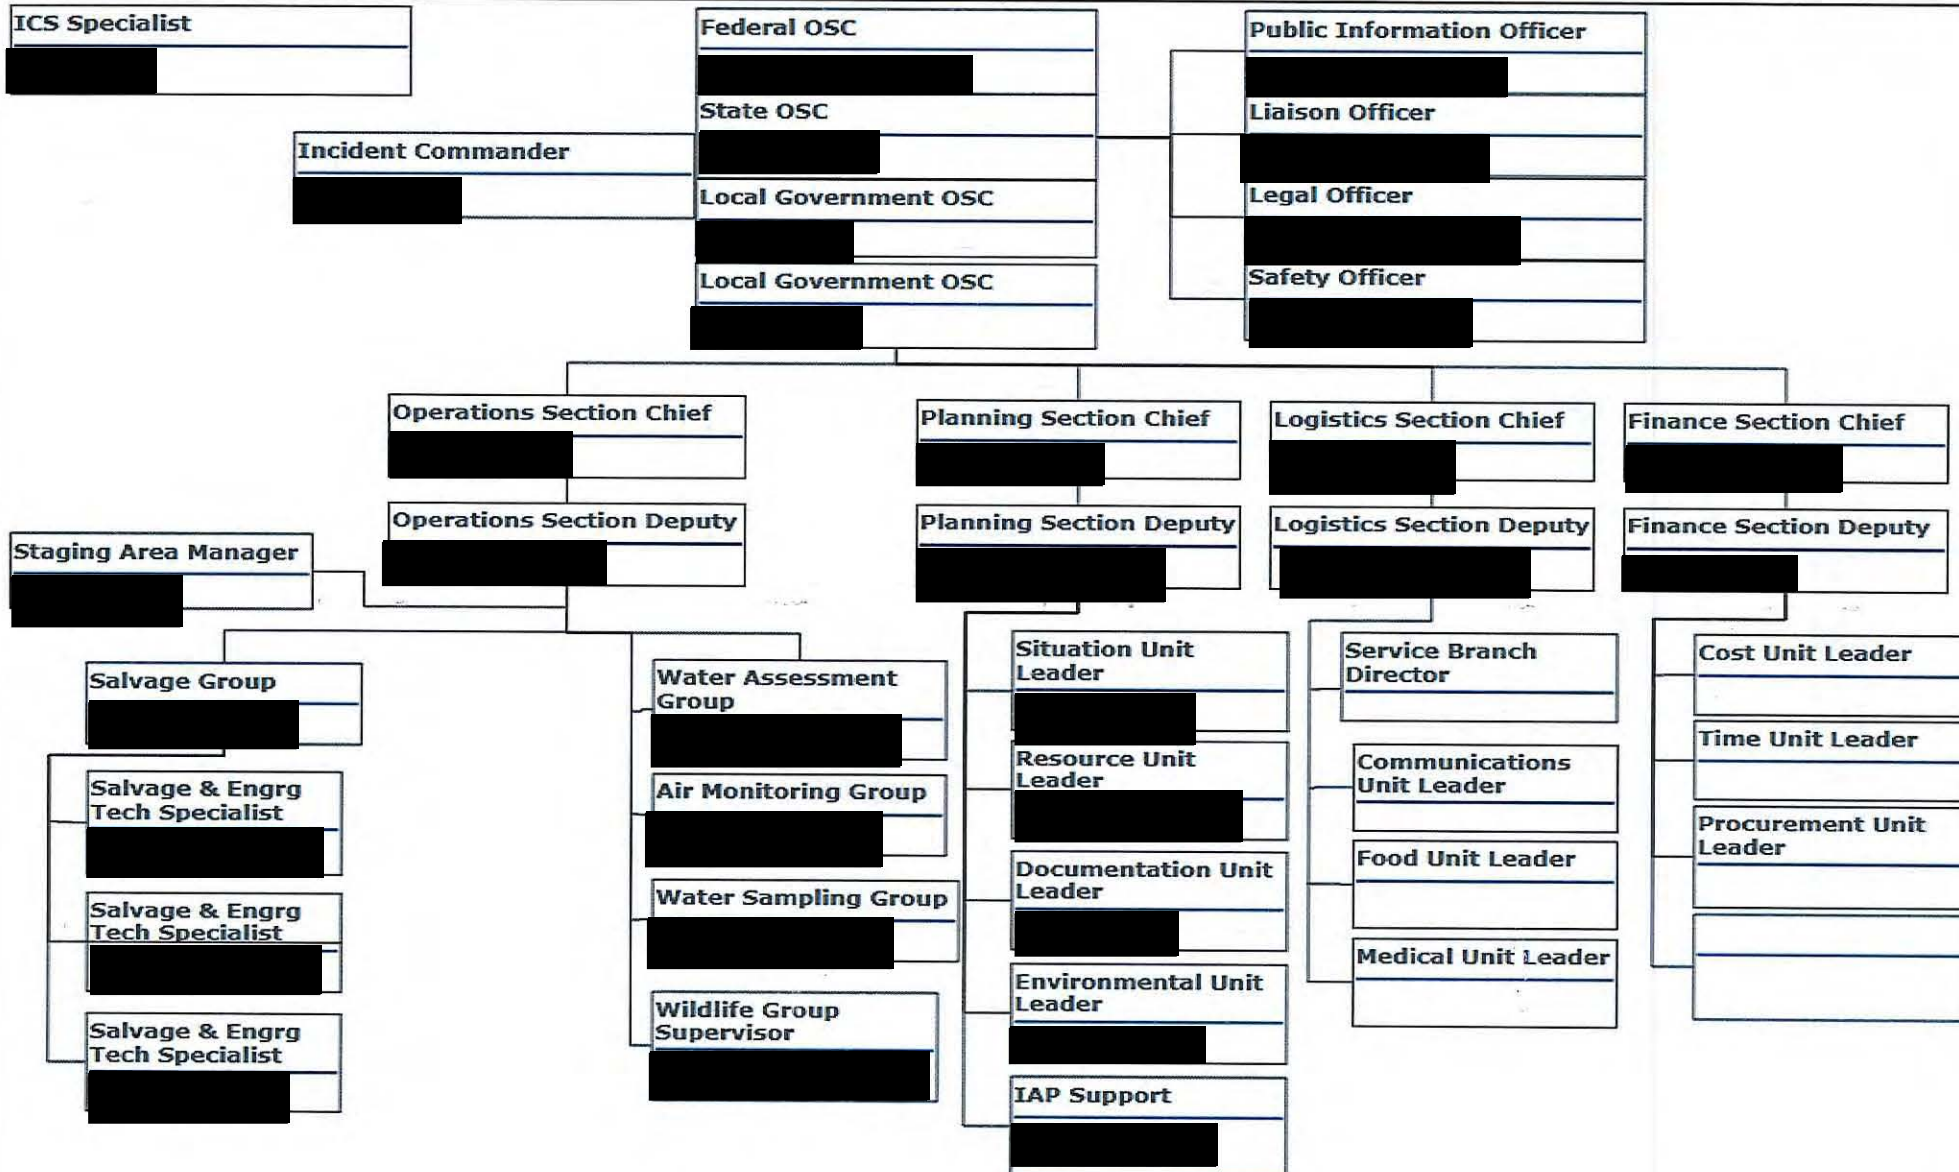 ICS Specialist
Federal OSC
State OSC
Local Government OSC
Local Government OSC
Incident Commander
Public Information Officer
Liaison Officer
Legal Officer
Safety Officer
Operations Section Chief
Planning Section Chief
Logistics Section Chief
Finance Section Chief
Operations Section Deputy
Planning Section Deputy
Logistics Section Deputy
Finance Section Deputy
Staging Area Manager
Salvage Group
Salvage & Engrg
Tech Specialist
Salvage & Engrg
Tech Specialist
Salvage & Engrg
Tech Specialist
Water Assessment
Group
Air Monitoring Group
Water Sampling Group
Wildlife Group
Supervisor
Situation Unit
Leader
Resource Unit
Leader
Documentation Unit
Leader
Environmental Unit
Leader
IAP Support
Service Branch
Director
Communications
Unit Leader
Food Unit Leader
Medical Unit Leader
Cost Unit Leader
Time Unit Leader
Procurement Unit
Leader